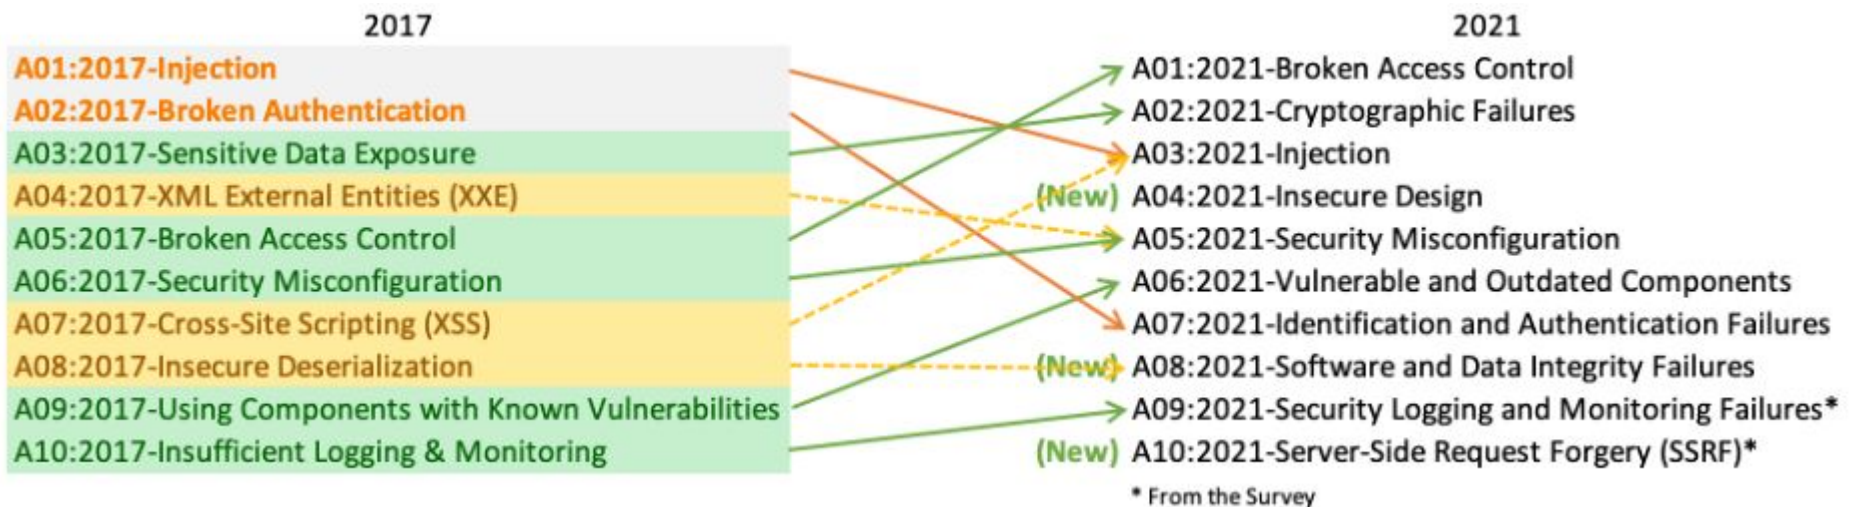 2017
A01:2017-Injection
A02:2017-Broken Authentication
A03:2017-Sensitive Data Exposure
A04:2017-XML External Entities (XXE)
A05:2017-Broken Access Control
A06:2017-Security Misconfiguration
A07:2017-Cross-Site Scripting (XSS)
A08:2017-Insecure Deserialization
A09:2017-Using Components with Known Vulnerabilities
A10:2017-Insufficient Logging & Monitoring
2021
A01:2021-Broken Access Control
A02:2021-Cryptographic Failures
A03:2021-Injection
(New) A04:2021-Insecure Design
A05:2021-Security Misconfiguration
A06:2021-Vulnerable and Outdated Components
A07:2021-Identification and Authentication Failures
(New) A08:2021-Software and Data Integrity Failures
A09:2021-Security Logging and Monitoring Failures*
(New) A10:2021-Server-Side Request Forgery (SSRF)*
* From the Survey